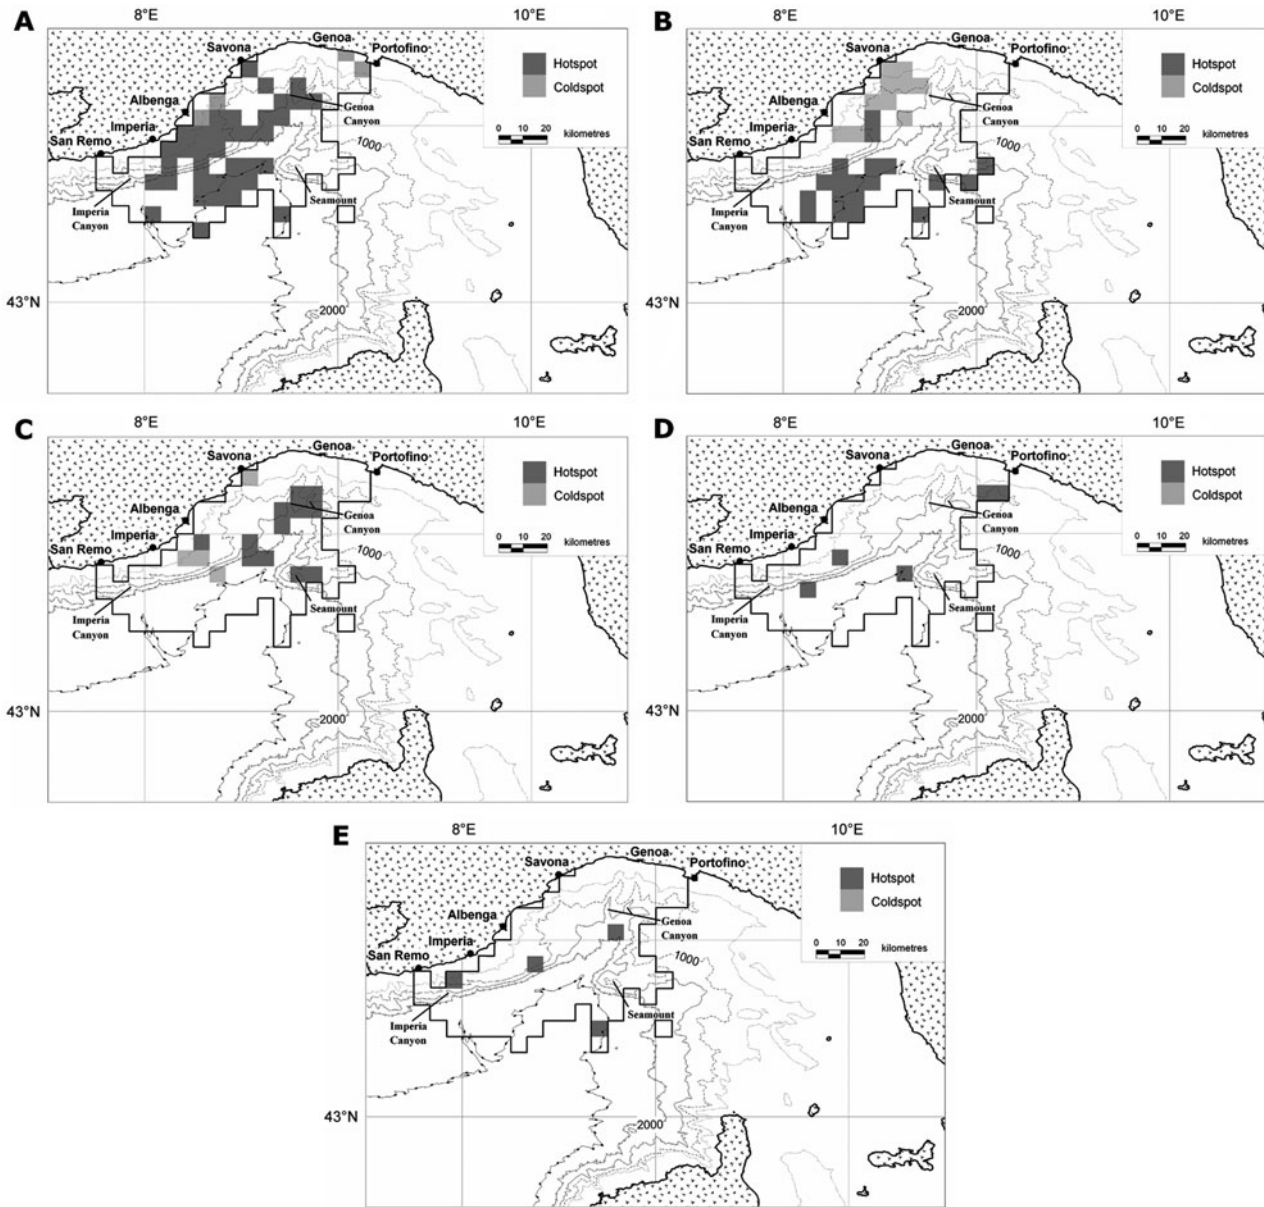 A
8°E
10°E
Genoa
Savona
Portofino
Hotspot
Coldspot
Albenga
Genoa
Canyon
Imperia
0 10 20
kilometres
San Remo
1000
Imperia
Canyon
Seamount
43°N
2000
B
8°E
10°E
Genoa
Savona
Portofino
Hotspot
Coldspot
Albenga
Genoa
Canyon
Imperia
0 10 20
kilometres
San Remo
1000
Imperia
Canyon
Seamount
43°N
2000
C
8°E
10°E
Genoa
Savona
Portofino
Hotspot
Coldspot
Albenga
Genoa
Canyon
Imperia
0 10 20
kilometres
San Remo
1000
Imperia
Canyon
Seamount
43°N
2000
D
8°E
10°E
Genoa
Savona
Portofino
Hotspot
Coldspot
Albenga
Genoa
Canyon
Imperia
0 10 20
kilometres
San Remo
1000
Imperia
Canyon
Seamount
43°N
2000
E
8°E
10°E
Genoa
Savona
Portofino
Hotspot
Coldspot
Albenga
Genoa
Canyon
Imperia
0 10 20
kilometres
San Remo
1000
Imperia
Canyon
Seamount
43°N
2000